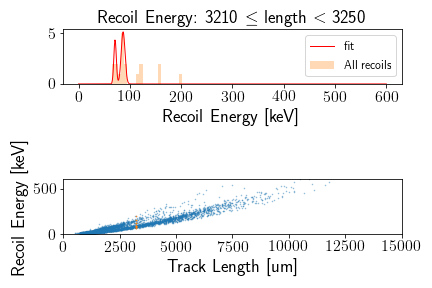 Recoil Energy: 3210 ≤ length < 3250
5
0
fit
All recoils
0 100 200 300 400 500 600
Recoil Energy [keV]
Recoil Energy [keV]
500
0
0 2500 5000 7500 10000 12500 15000
Track Length [um]